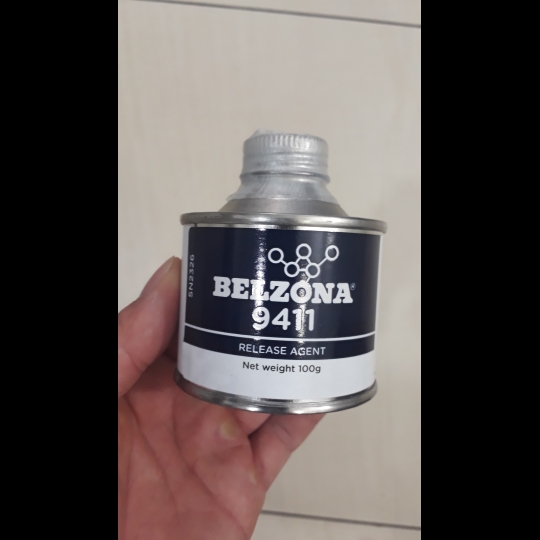 BELZONA®
9411
RELEASE AGENT
Net weight 100g
SN2326